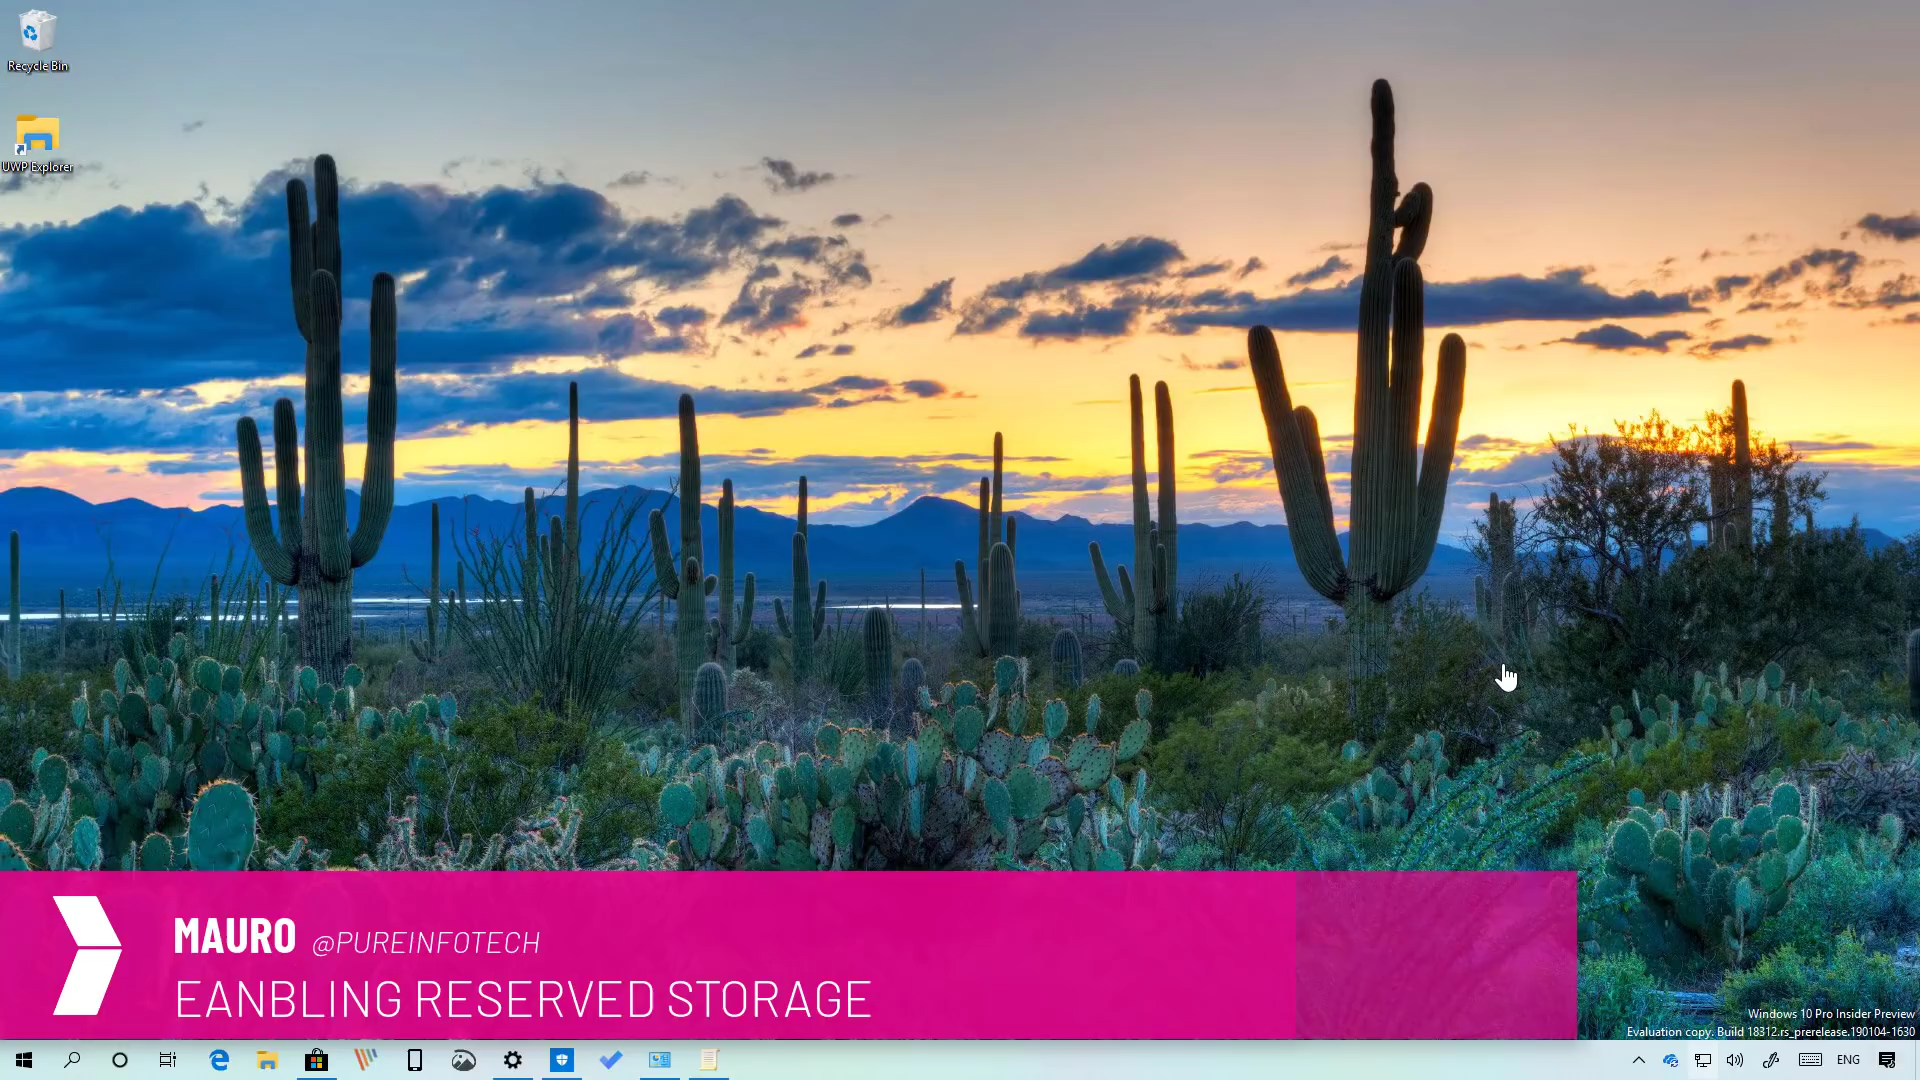 Recycle Bin
UWP Explorer
MAURO @PUREINFOTECH
EANBLING RESERVED STORAGE
Windows 10 Pro Insider Preview
Evaluation copy. Build 18312.rs_prerelease.190104-1630
ENG